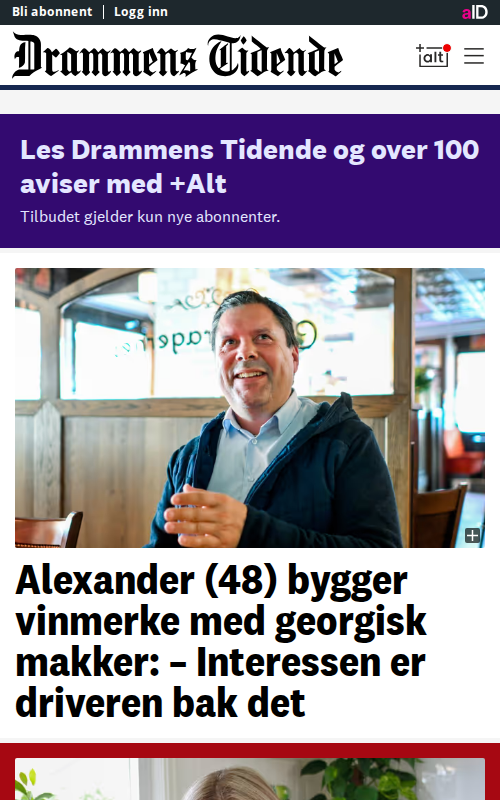 Bli abonnent
Logg inn
aID
Drammens Tidende
+alt
Les Drammens Tidende og over 100
aviser med +Alt
Tilbudet gjelder kun nye abonnenter.
Alexander (48) bygger
vinmerke med georgisk
makker: – Interessen er
driveren bak det